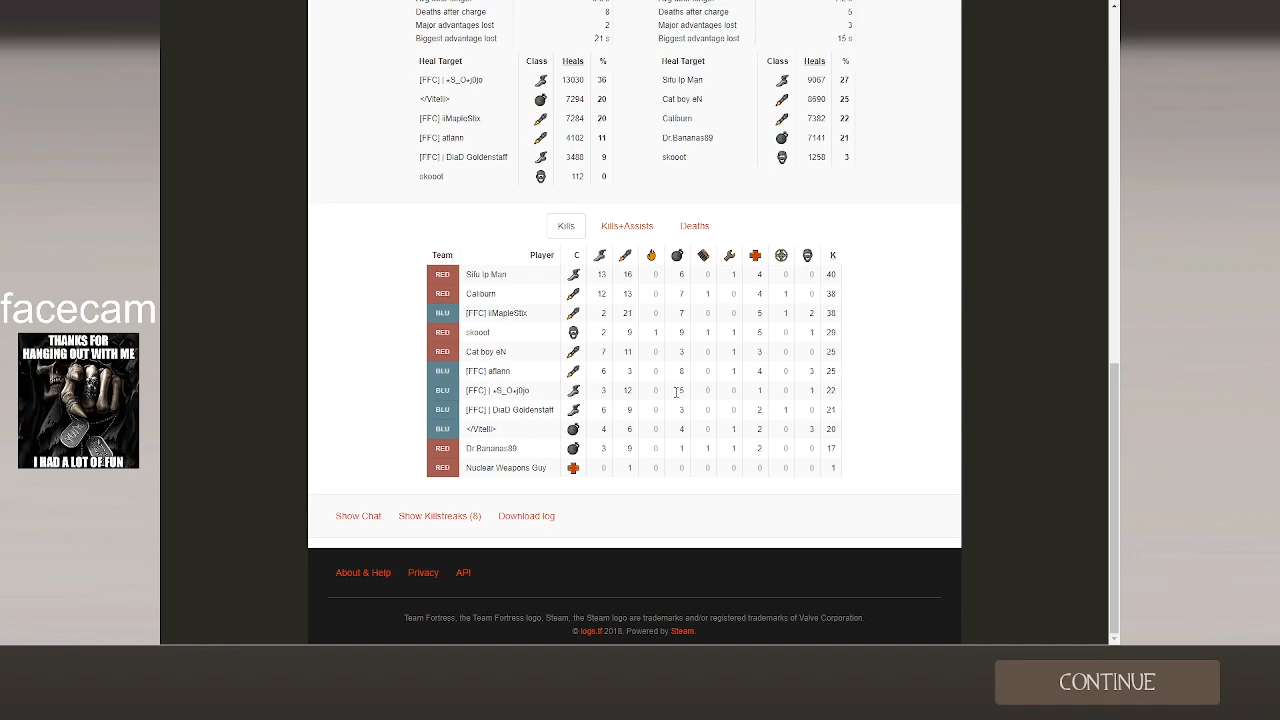 Deaths after charge 8
Major advantages lost 2
Biggest advantage lost 21 s
Deaths after charge 5
Major advantages lost 3
Biggest advantage lost 15 s
Heal Target Class Heals %
[FFC] | •S_O•j0jo 13030 36
</Vitelli> 7294 20
[FFC] iiMapleStix 7284 20
[FFC] aflann 4102 11
[FFC] | DiaD Goldenstaff 3488 9
skooot 112 0
Heal Target Class Heals %
Sifu Ip Man 9067 27
Cat boy eN 8690 25
Caliburn 7382 22
Dr.Bananas89 7141 21
skooot 1258 3
Kills Kills+Assists Deaths
Team Player C K
RED Sifu Ip Man 13 16 0 6 0 1 4 0 0 40
RED Caliburn 12 13 0 7 1 0 4 1 0 38
BLU [FFC] iiMapleStix 2 21 0 7 0 0 5 1 2 38
RED skooot 2 9 1 9 1 1 5 0 1 29
RED Cat boy eN 7 11 0 3 0 1 3 0 0 25
BLU [FFC] aflann 6 3 0 8 0 1 4 0 3 25
BLU [FFC] | •S_O•j0jo 3 12 0 5 0 0 1 0 1 22
BLU [FFC] | DiaD Goldenstaff 6 9 0 3 0 0 2 1 0 21
BLU </Vitelli> 4 6 0 4 0 1 2 0 3 20
RED Dr.Bananas89 3 9 0 1 1 1 2 0 0 17
RED Nuclear Weapons Guy 0 1 0 0 0 0 0 0 0 1
facecam
THANKS FOR
HANGING OUT WITH ME
I HAD A LOT OF FUN
Show Chat Show Killstreaks (8) Download log
About & Help Privacy API
Team Fortress, the Team Fortress logo, Steam, the Steam logo are trademarks and/or registered trademarks of Valve Corporation.
© logs.tf 2018. Powered by Steam.
CONTINUE